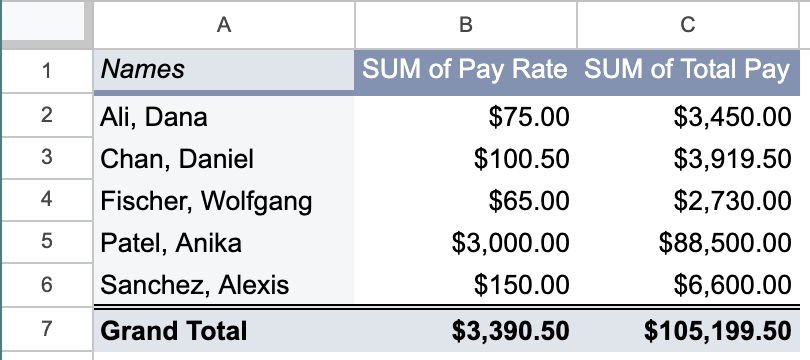 A B C
1 Names SUM of Pay Rate SUM of Total Pay
2 Ali, Dana $75.00 $3,450.00
3 Chan, Daniel $100.50 $3,919.50
4 Fischer, Wolfgang $65.00 $2,730.00
5 Patel, Anika $3,000.00 $88,500.00
6 Sanchez, Alexis $150.00 $6,600.00
7 Grand Total $3,390.50 $105,199.50